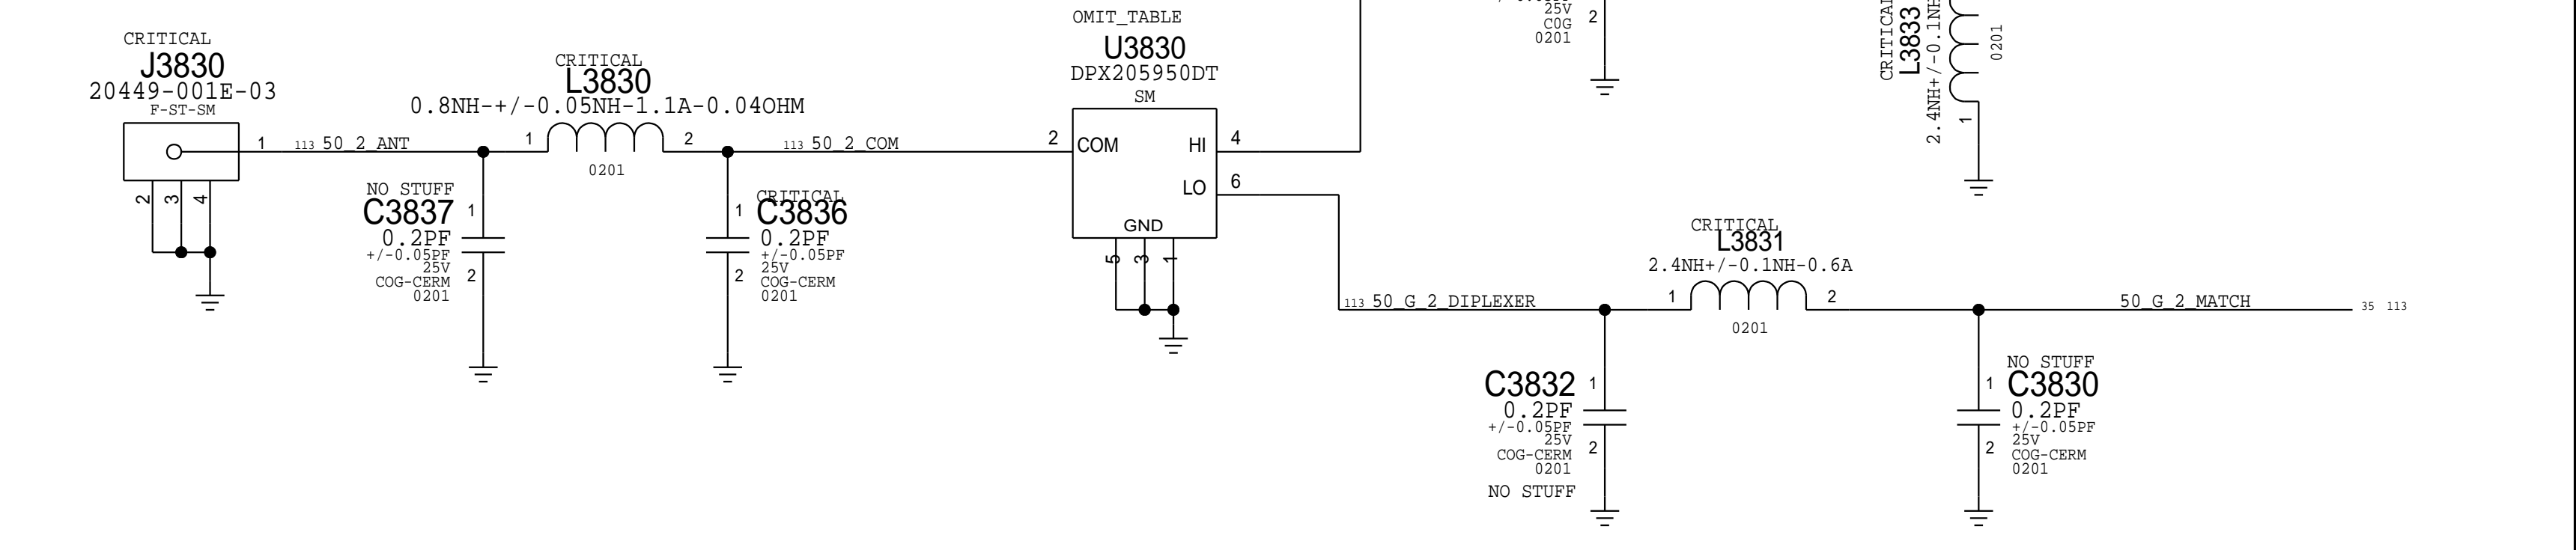 CRITICAL
J3830
20449-001E-03
F-ST-SM
1
113 50_2_ANT
2
3
4
CRITICAL
L3830
0.8NH-+/-0.05NH-1.1A-0.04OHM
1
2
0201
NO STUFF
C3837
0.2PF
+/-0.05PF
25V
COG-CERM
0201
1
2
113 50_2_COM
CRITICAL
C3836
0.2PF
+/-0.05PF
25V
COG-CERM
0201
1
2
OMIT_TABLE
U3830
DPX205950DT
SM
2
COM
HI
4
LO
6
GND
5
3
1
25V
C0G
0201
2
CRITICAL
L3833
2.4NH+/-0.1NH
0201
1
113 50_G_2_DIPLEXER
CRITICAL
L3831
2.4NH+/-0.1NH-0.6A
1
2
0201
50_G_2_MATCH
35 113
C3832
0.2PF
+/-0.05PF
25V
COG-CERM
0201
NO STUFF
1
2
NO STUFF
C3830
0.2PF
+/-0.05PF
25V
COG-CERM
0201
1
2